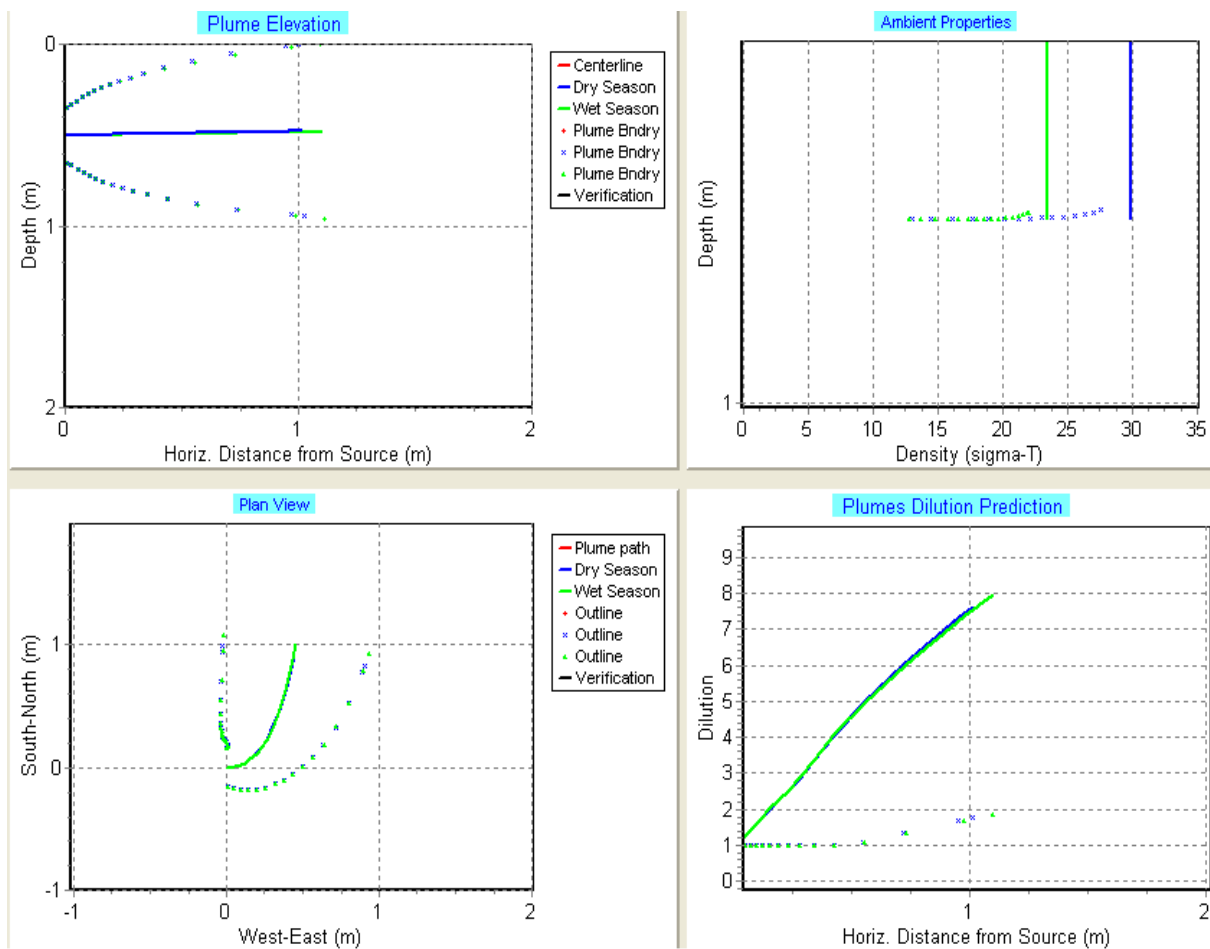 Plume Elevation
0
1
2
Depth (m)
0
1
2
Horiz. Distance from Source (m)
Centerline
Dry Season
Wet Season
Plume Bndry
Plume Bndry
Plume Bndry
Verification
Ambient Properties
Depth (m)
1
0
5
10
15
20
25
30
35
Density (sigma-T)
Plan View
South-North (m)
1
0
-1
-1
0
1
2
West-East (m)
Plume path
Dry Season
Wet Season
Outline
Outline
Outline
Verification
Plumes Dilution Prediction
Dilution
9
8
7
6
5
4
3
2
1
0
1
2
Horiz. Distance from Source (m)